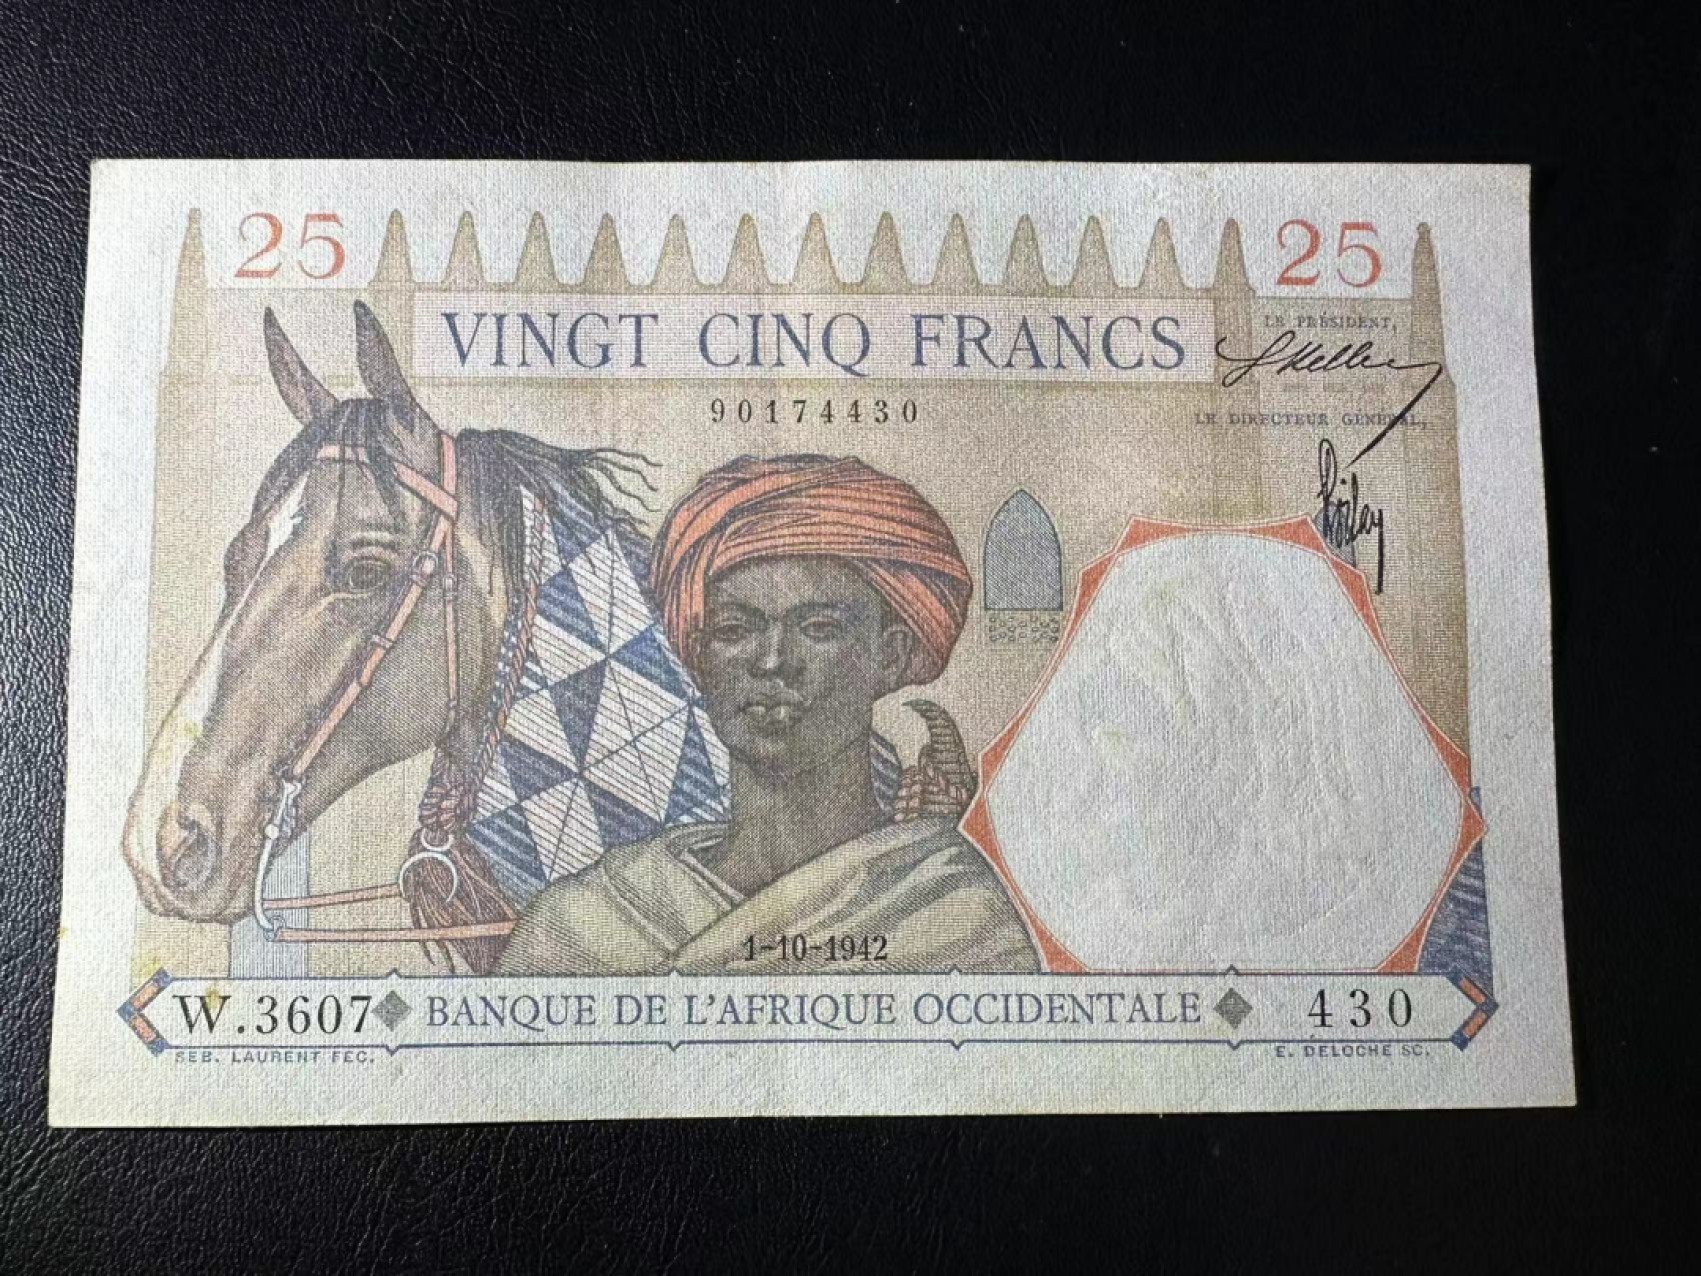 25 25
VINGT CINQ FRANCS
LE PRÉSIDENT,
90174430
LE DIRECTEUR GÉNÉRAL,
1-10-1942
W.3607 BANQUE DE L'AFRIQUE OCCIDENTALE 430
SEB. LAURENT FEC. E. DELOCHE SC.